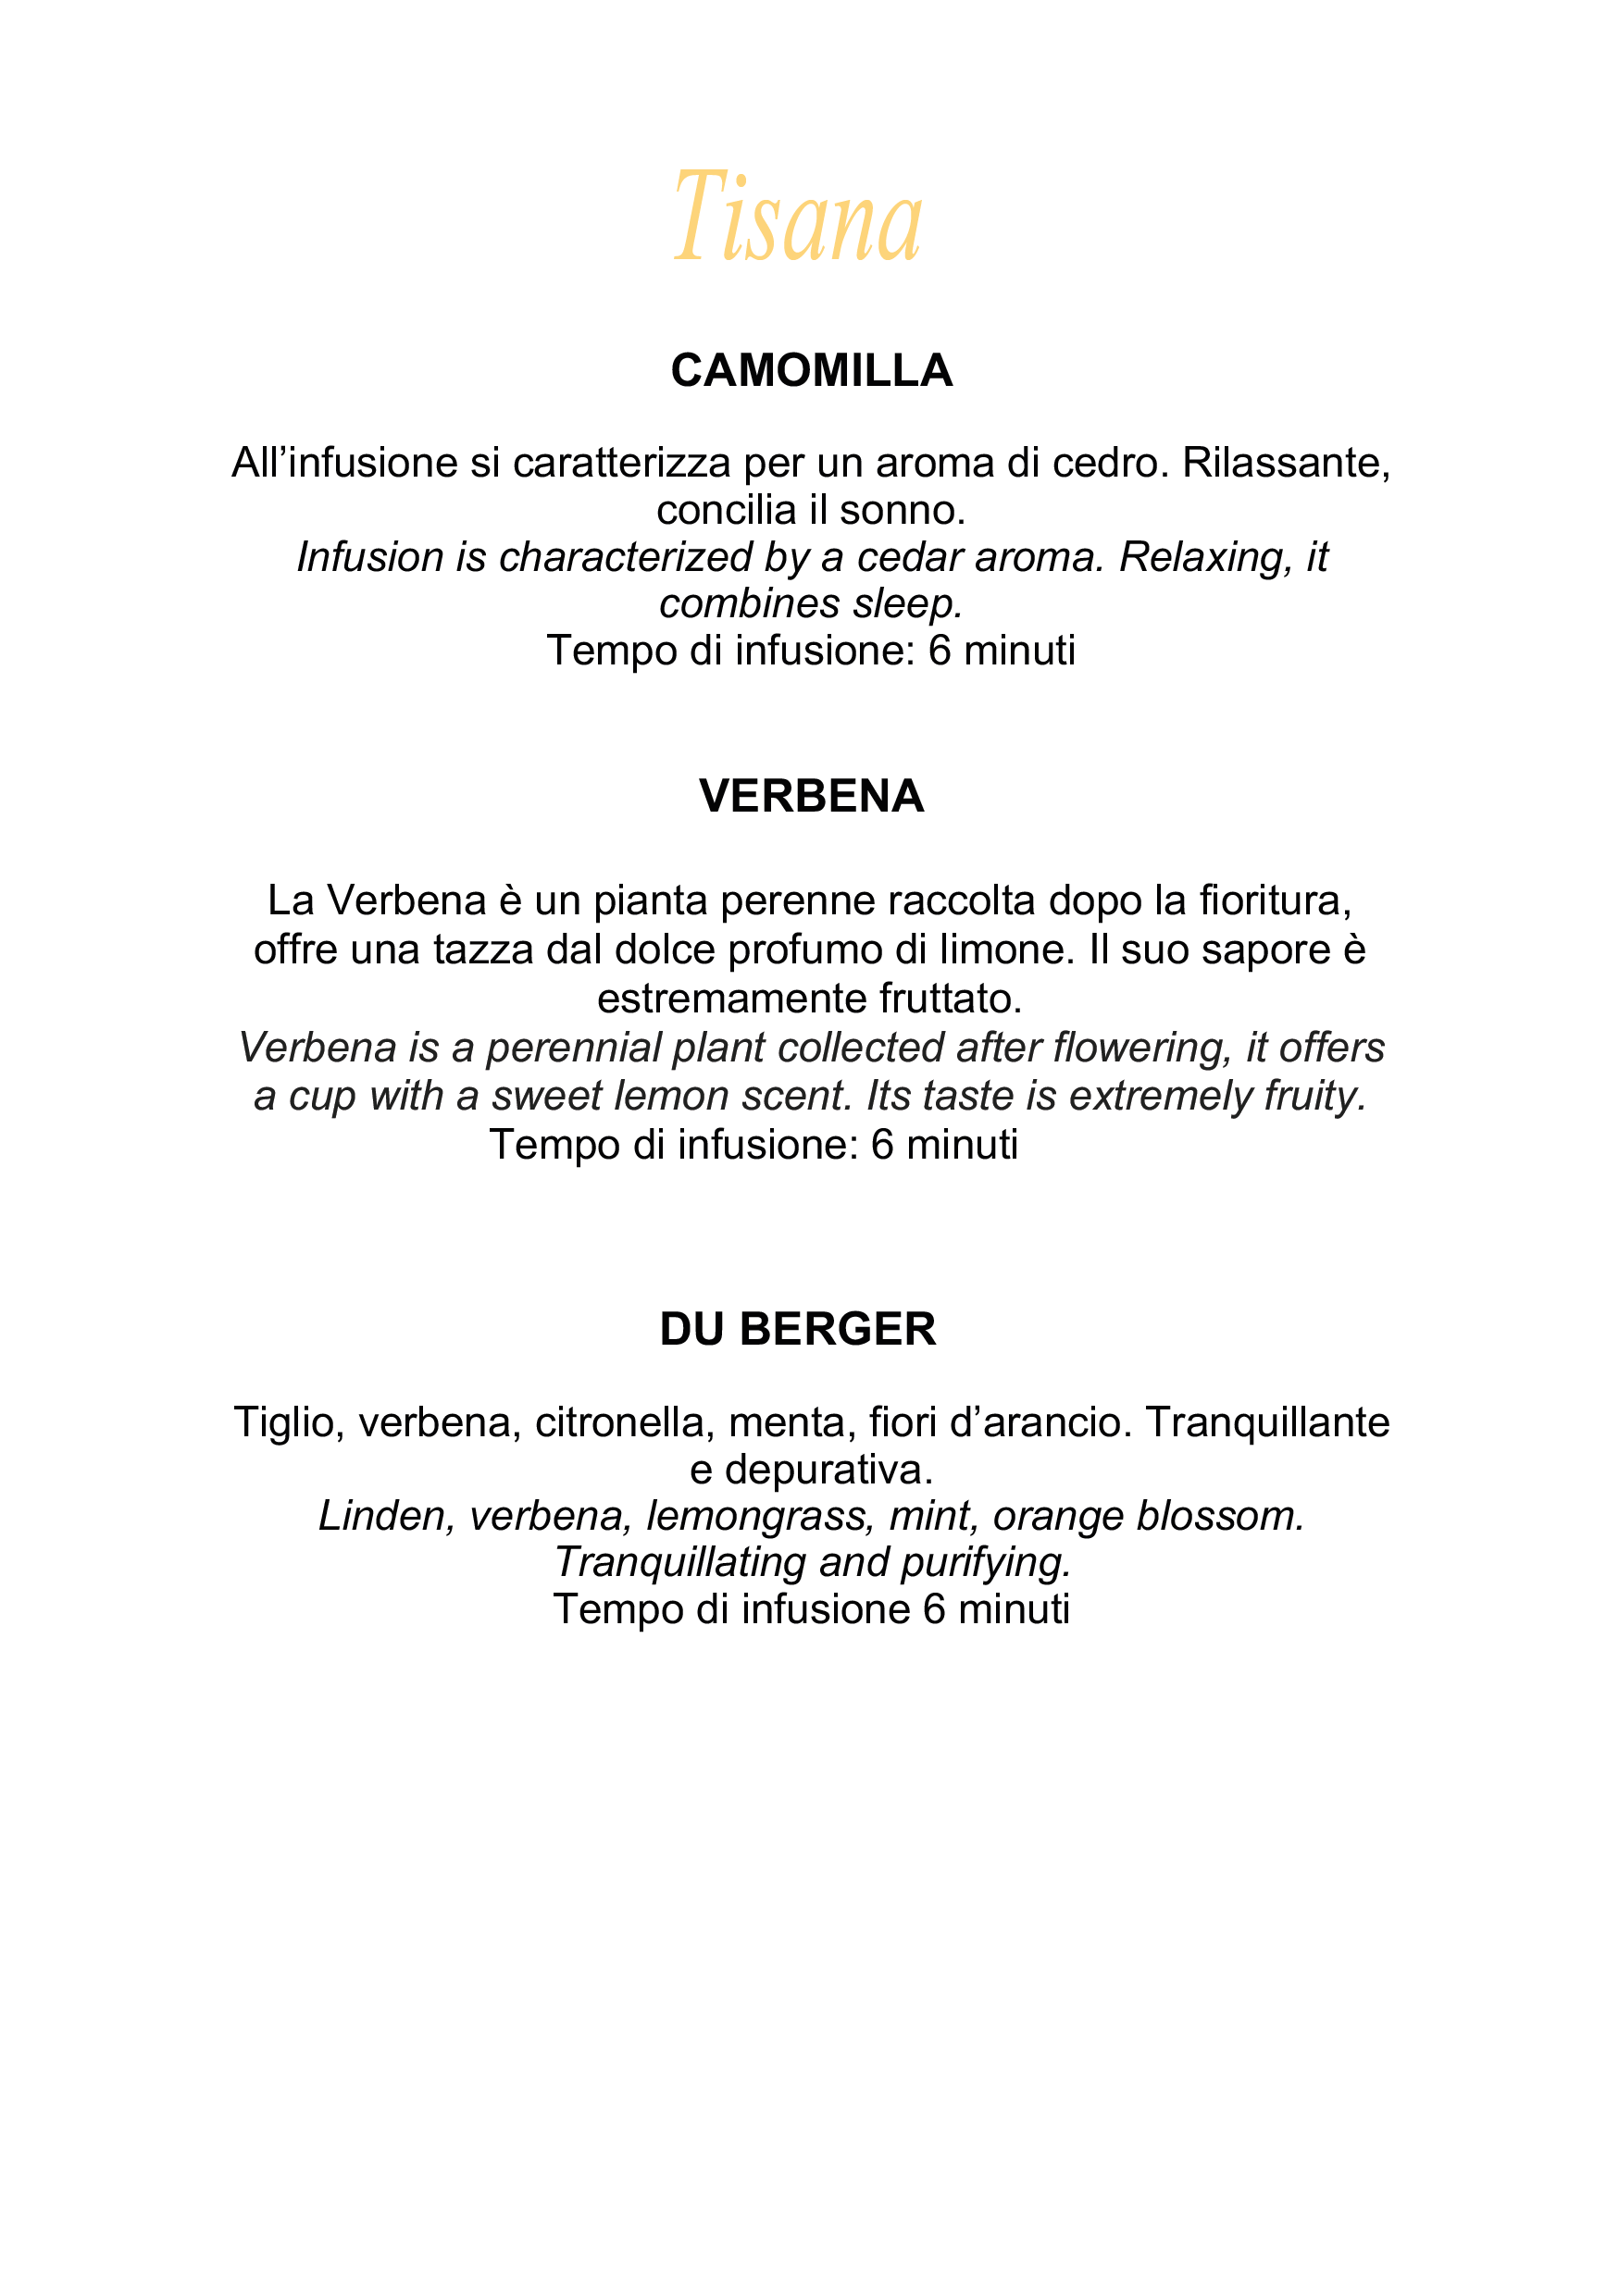 Tisana
CAMOMILLA
All’infusione si caratterizza per un aroma di cedro. Rilassante,
concilia il sonno.
Infusion is characterized by a cedar aroma. Relaxing, it
combines sleep.
Tempo di infusione: 6 minuti
VERBENA
La Verbena è un pianta perenne raccolta dopo la fioritura,
offre una tazza dal dolce profumo di limone. Il suo sapore è
estremamente fruttato.
Verbena is a perennial plant collected after flowering, it offers
a cup with a sweet lemon scent. Its taste is extremely fruity.
Tempo di infusione: 6 minuti
DU BERGER
Tiglio, verbena, citronella, menta, fiori d’arancio. Tranquillante
e depurativa.
Linden, verbena, lemongrass, mint, orange blossom.
Tranquillating and purifying.
Tempo di infusione 6 minuti